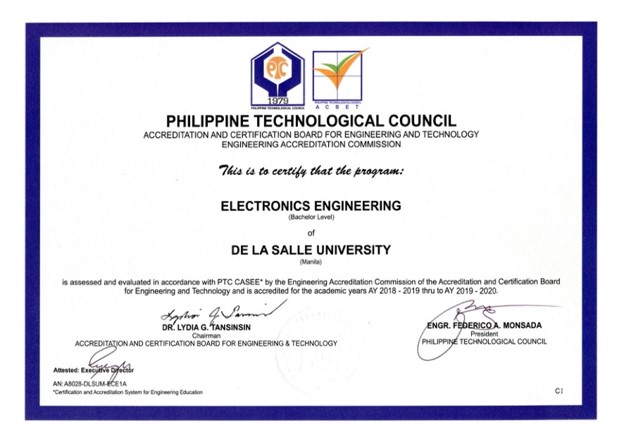 PTC
1979
PHILIPPINE TECHNOLOGICAL COUNCIL
PHILIPPINE TECHNOLOGICAL COUNCIL
A C B E T
PHILIPPINE TECHNOLOGICAL COUNCIL
ACCREDITATION AND CERTIFICATION BOARD FOR ENGINEERING AND TECHNOLOGY
ENGINEERING ACCREDITATION COMMISSION
This is to certify that the program:
ELECTRONICS ENGINEERING
(Bachelor Level)
of
DE LA SALLE UNIVERSITY
(Manila)
is assessed and evaluated in accordance with PTC CASEE* by the Engineering Accreditation Commission of the Accreditation and Certification Board
for Engineering and Technology and is accredited for the academic years AY 2018 - 2019 thru to AY 2019 - 2020.
DR. LYDIA G. TANSINSIN
Chairman
ACCREDITATION AND CERTIFICATION BOARD FOR ENGINEERING & TECHNOLOGY
ENGR. FEDERICO A. MONSADA
President
PHILIPPINE TECHNOLOGICAL COUNCIL
Attested: Executive Director
AN: A8028-DLSUM-ECE1A
*Certification and Accreditation System for Engineering Education
C1